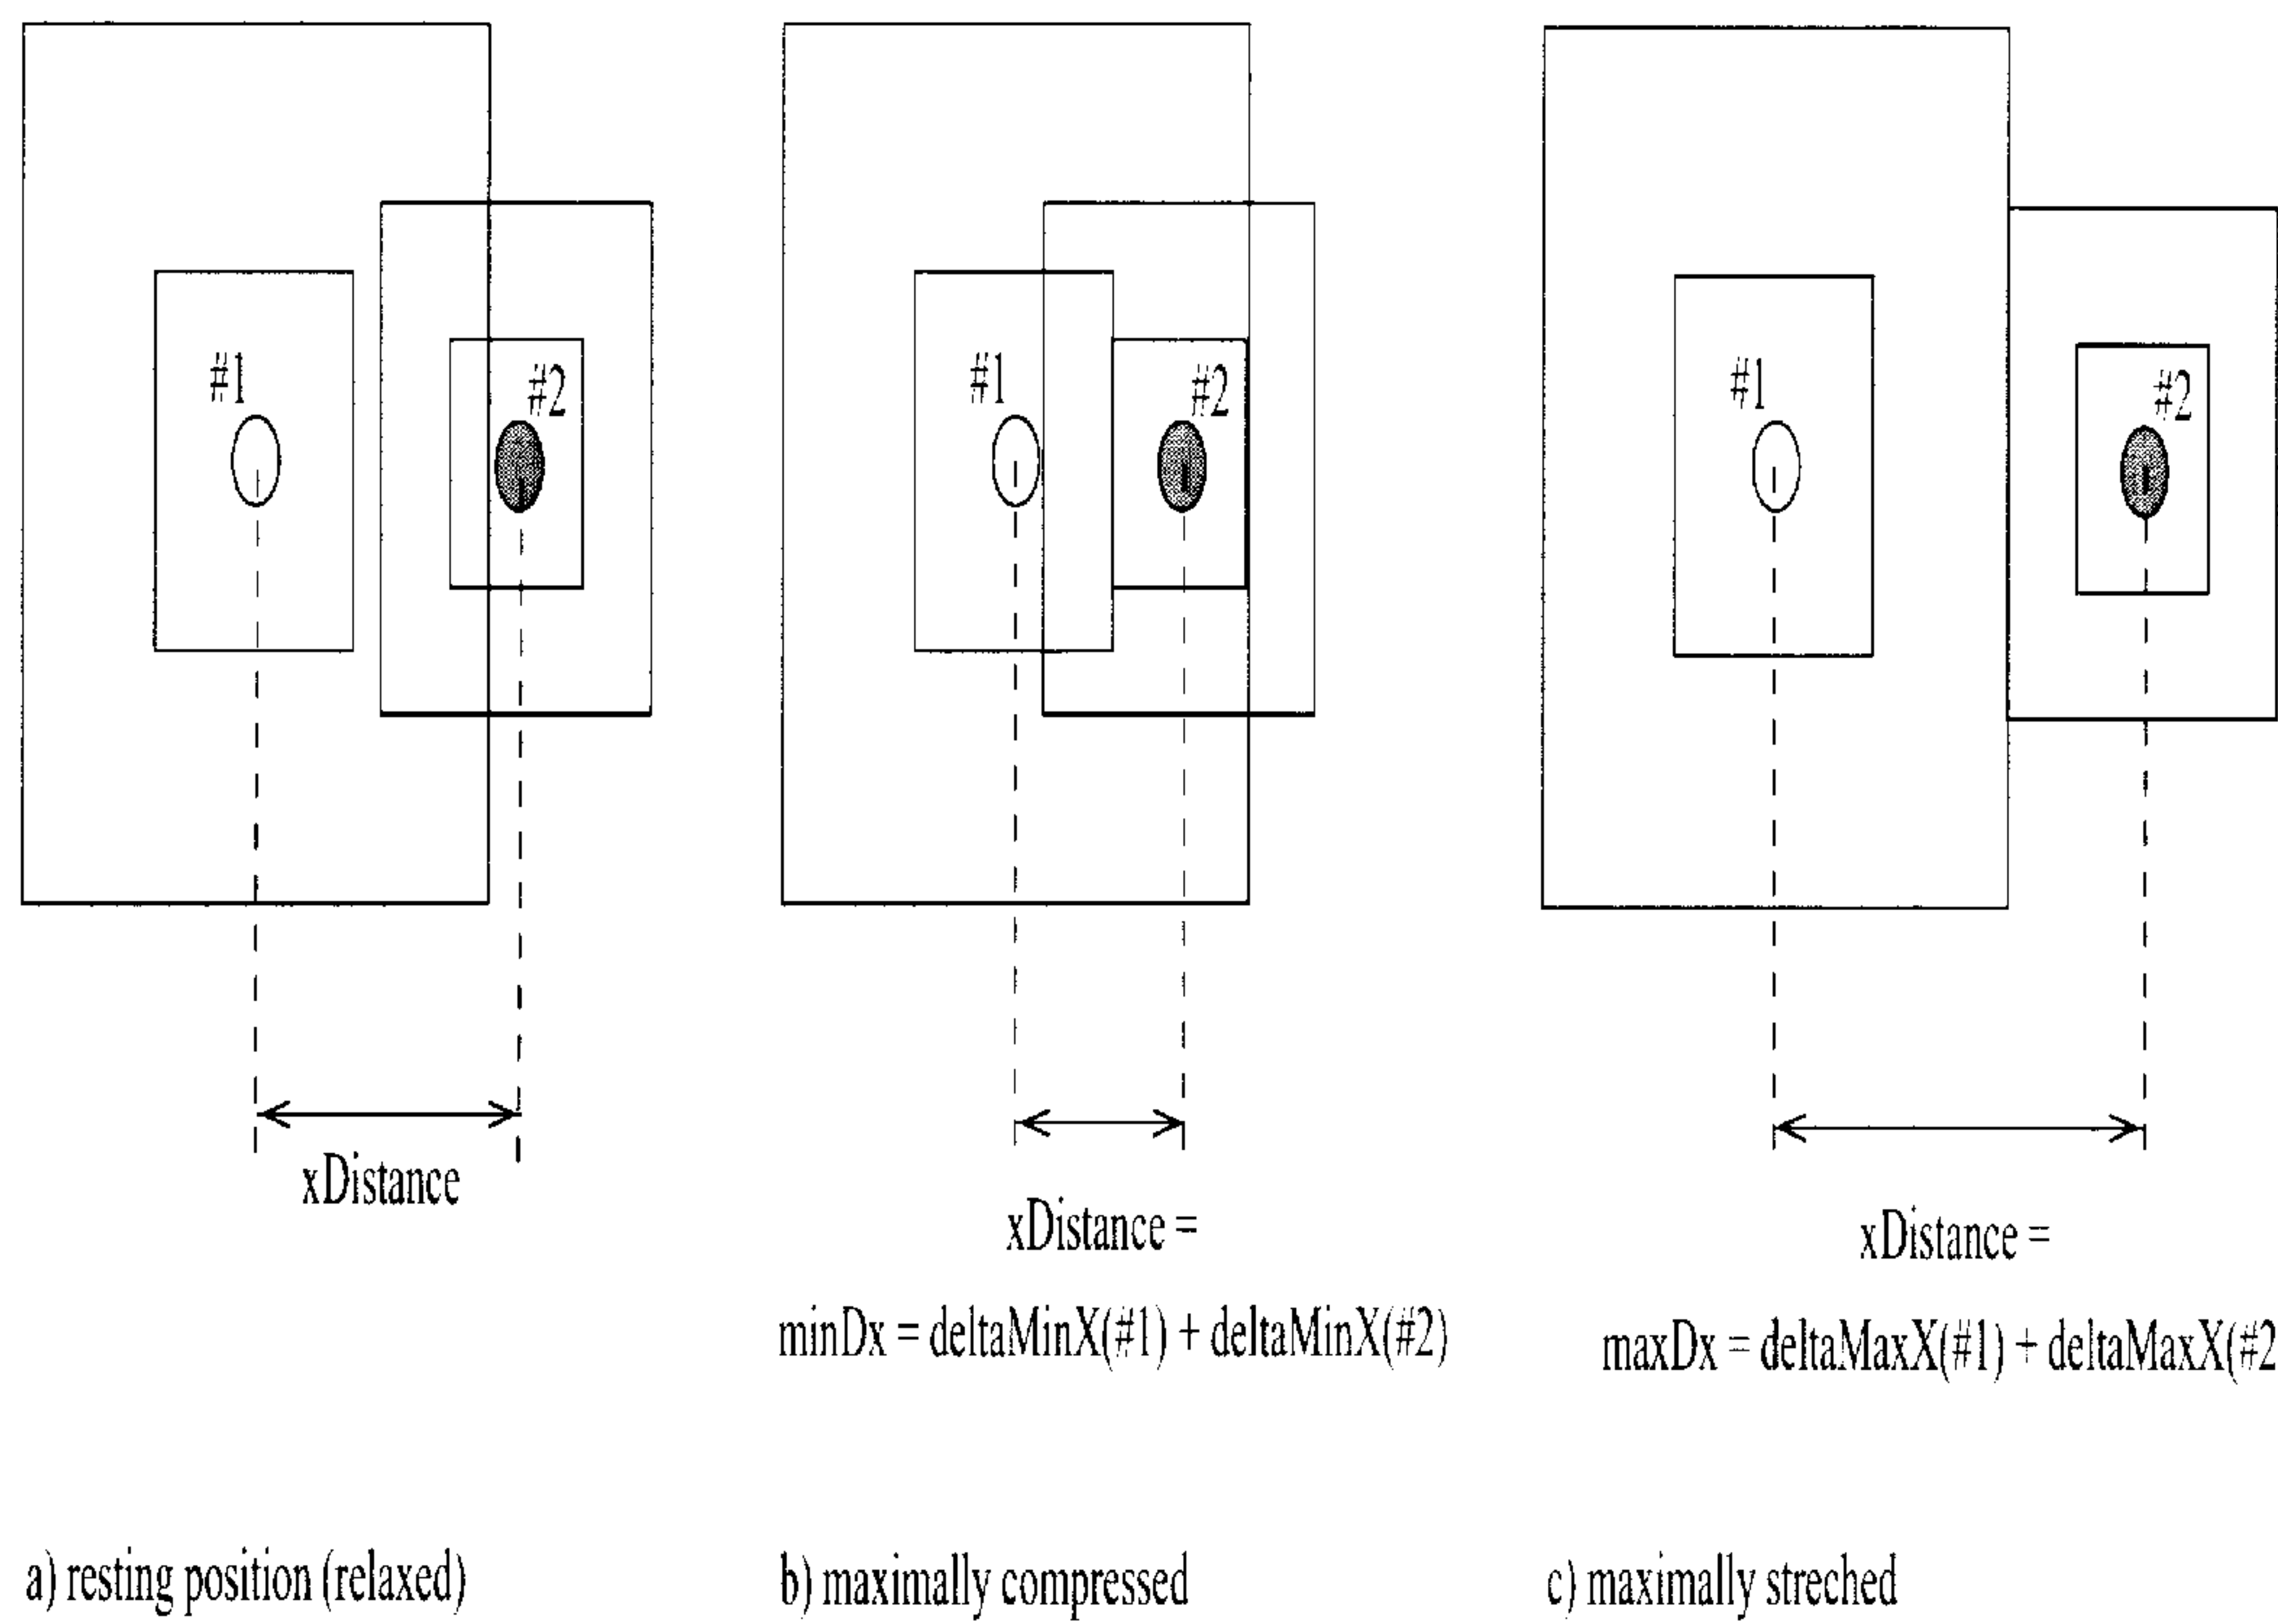 #1
#2
xDistance
a) resting position (relaxed)
#1
#2
xDistance =
minDx = deltaMinX(#1) + deltaMinX(#2)
b) maximally compressed
#1
#2
xDistance =
maxDx = deltaMaxX(#1) + deltaMaxX(#2
c) maximally streched